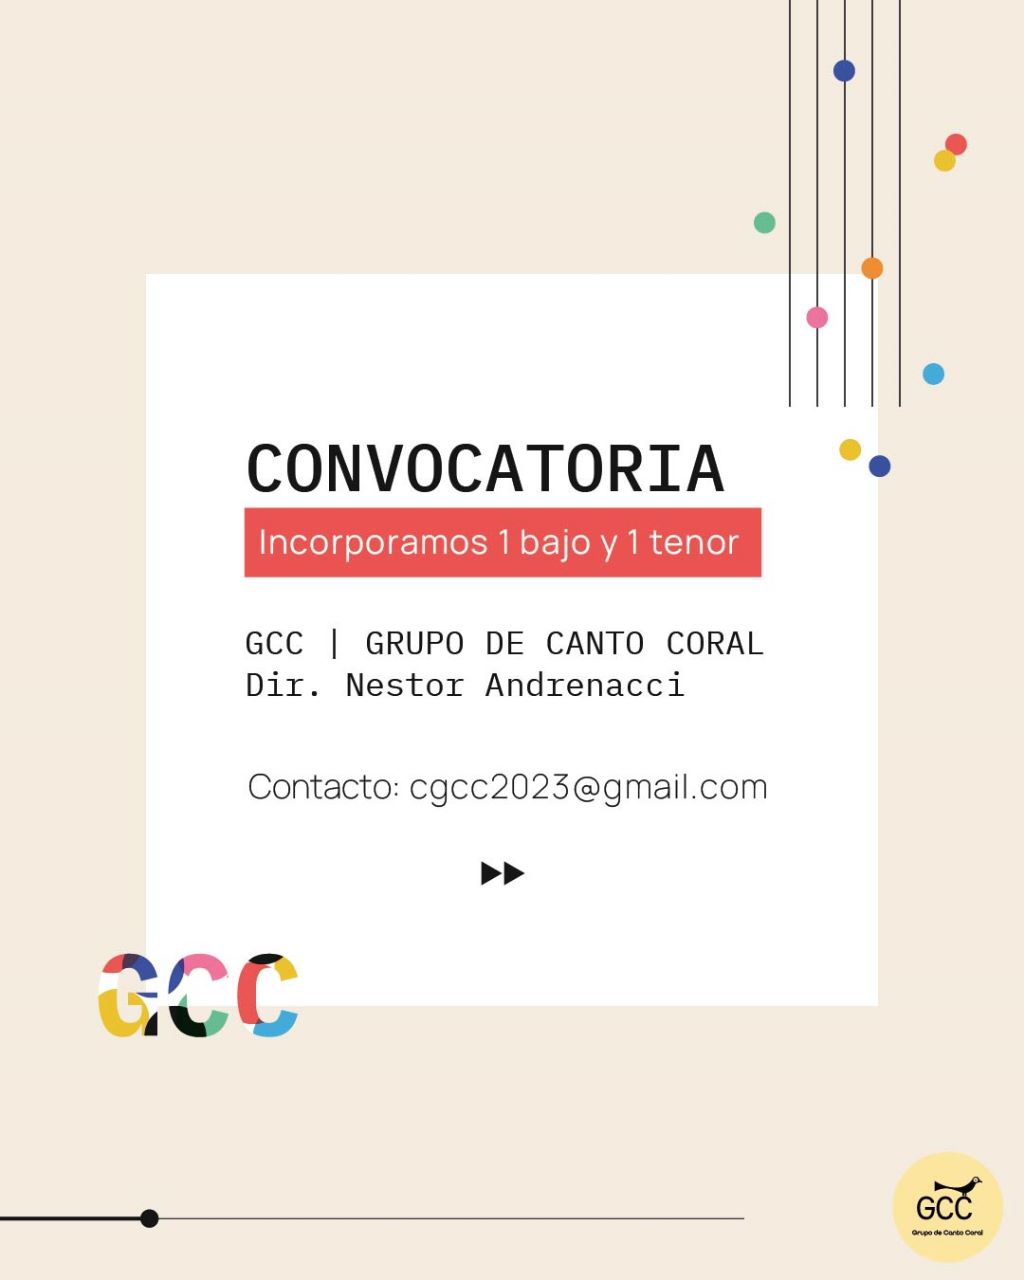 CONVOCATORIA
Incorporamos 1 bajo y 1 tenor
GCC | GRUPO DE CANTO CORAL
Dir. Nestor Andrenacci
Contacto: cgcc2023@gmail.com
GCC
GCC
Grupo de Canto Coral